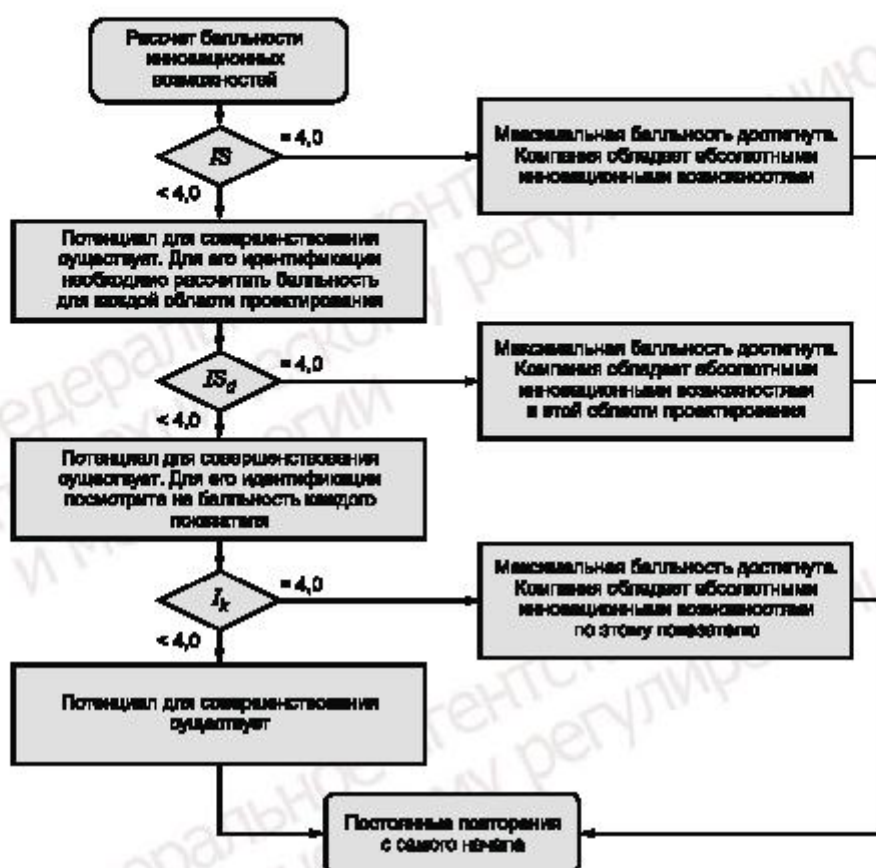 Рассчет балльности
инновационных
возможностей
= 4,0
IS
< 4,0
Максимальная балльность достигнута.
Компания обладает абсолютными
инновационными возможностями
Потенциал для совершенствования
существует. Для его идентификации
необходимо рассчитать балльность
для каждой области проектирования
= 4,0
IS_d
< 4,0
Максимальная балльность достигнута.
Компания обладает абсолютными
инновационными возможностями
в этой области проектирования
Потенциал для совершенствования
существует. Для его идентификации
посмотрите на балльность каждого
показателя
= 4,0
I_k
< 4,0
Максимальная балльность достигнута.
Компания обладает абсолютными
инновационными возможностями
по этому показателю
Потенциал для совершенствования
существует
Постоянные повторения
с самого начала